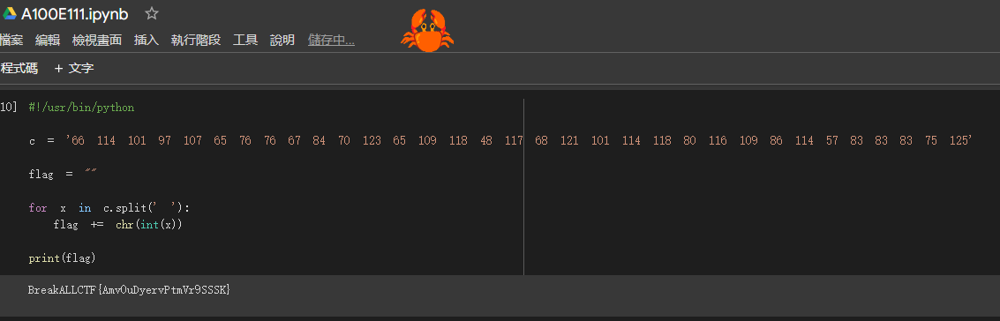 A100E111.ipynb
檔案 編輯 檢視畫面 插入 執行階段 工具 說明 儲存中...
程式碼 + 文字
10] #!/usr/bin/python
c = '66 114 101 97 107 65 76 76 67 84 70 123 65 109 118 48 117 68 121 101 114 118 80 116 109 86 114 57 83 83 83 75 125'
flag = ""
for x in c.split(' '):
flag += chr(int(x))
print(flag)
BreakALLCTF{Amv0uDyervPtmVr9SSSK}